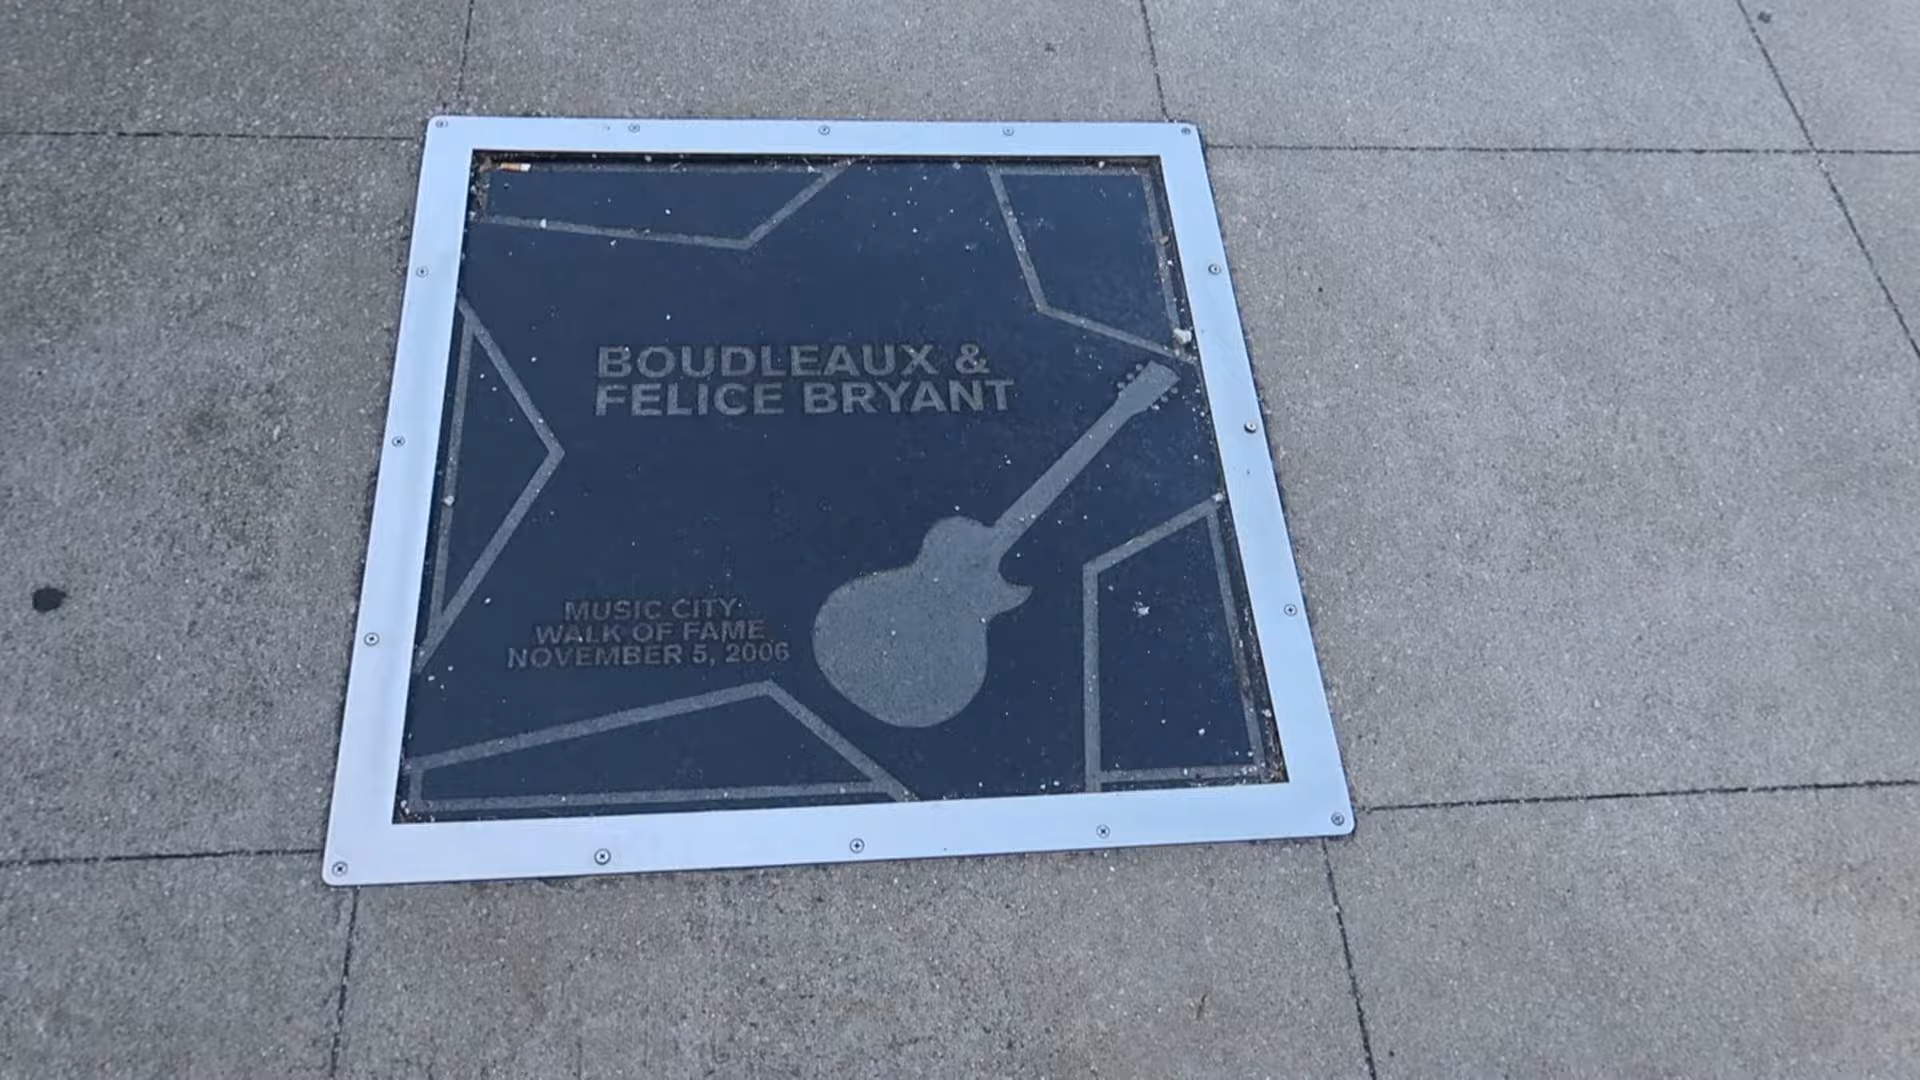 BOUDLEAUX &
FELICE BRYANT
MUSIC CITY
WALK OF FAME
NOVEMBER 5, 2006